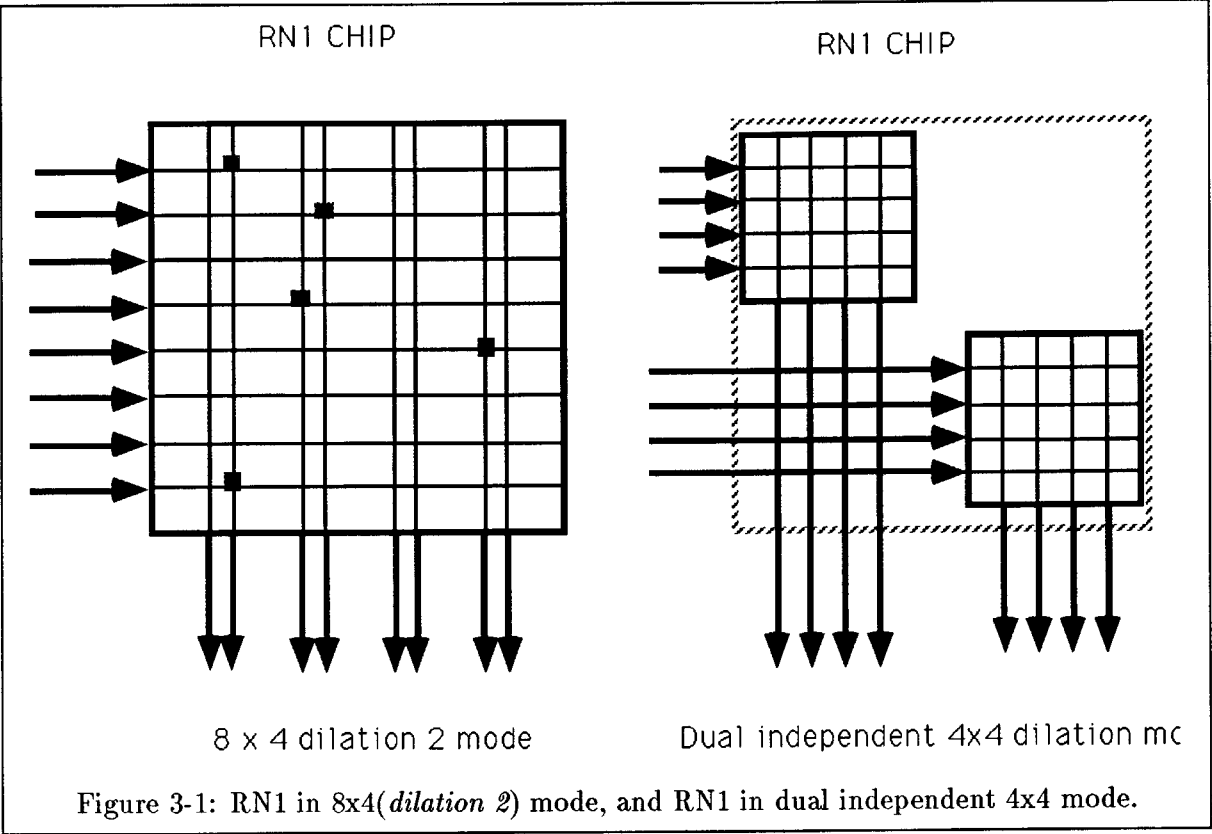 RN1 CHIP
RN1 CHIP
8 x 4 dilation 2 mode
Dual independent 4x4 dilation mc
Figure 3-1: RN1 in 8x4(dilation 2) mode, and RN1 in dual independent 4x4 mode.